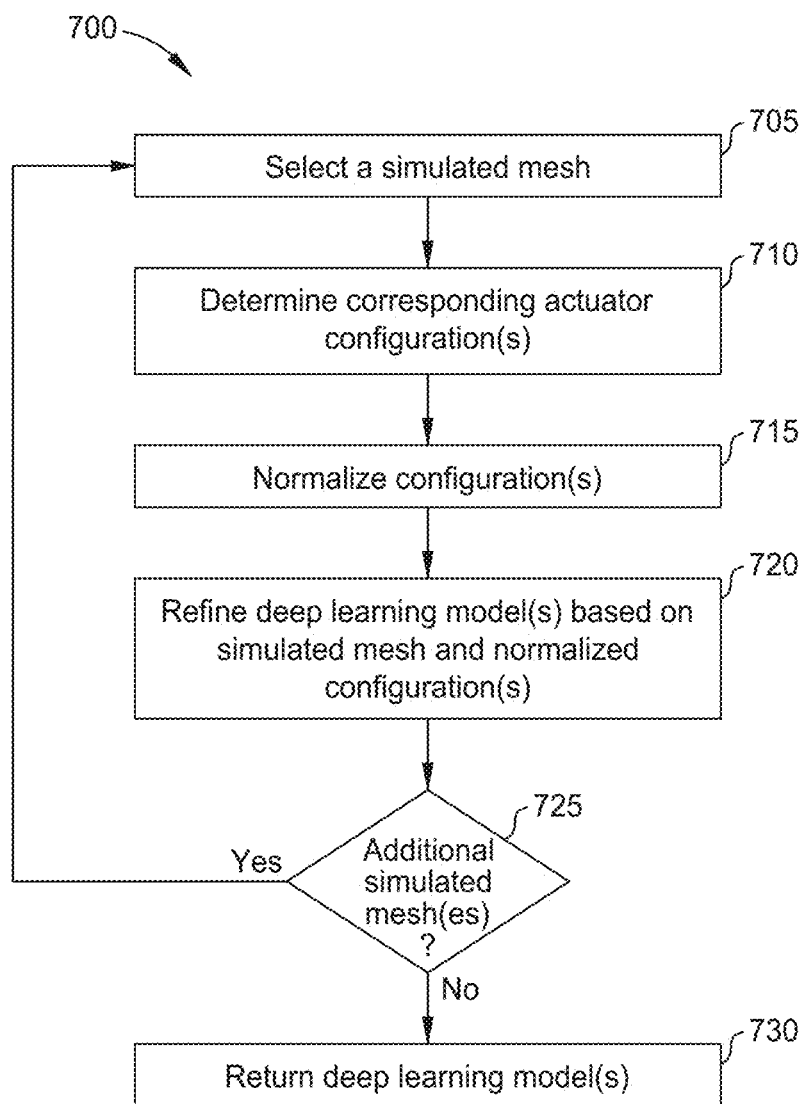 700
705
Select a simulated mesh
710
Determine corresponding actuator
configuration(s)
715
Normalize configuration(s)
720
Refine deep learning model(s) based on
simulated mesh and normalized
configuration(s)
725
Yes
Additional
simulated
mesh(es)
?
No
730
Return deep learning model(s)